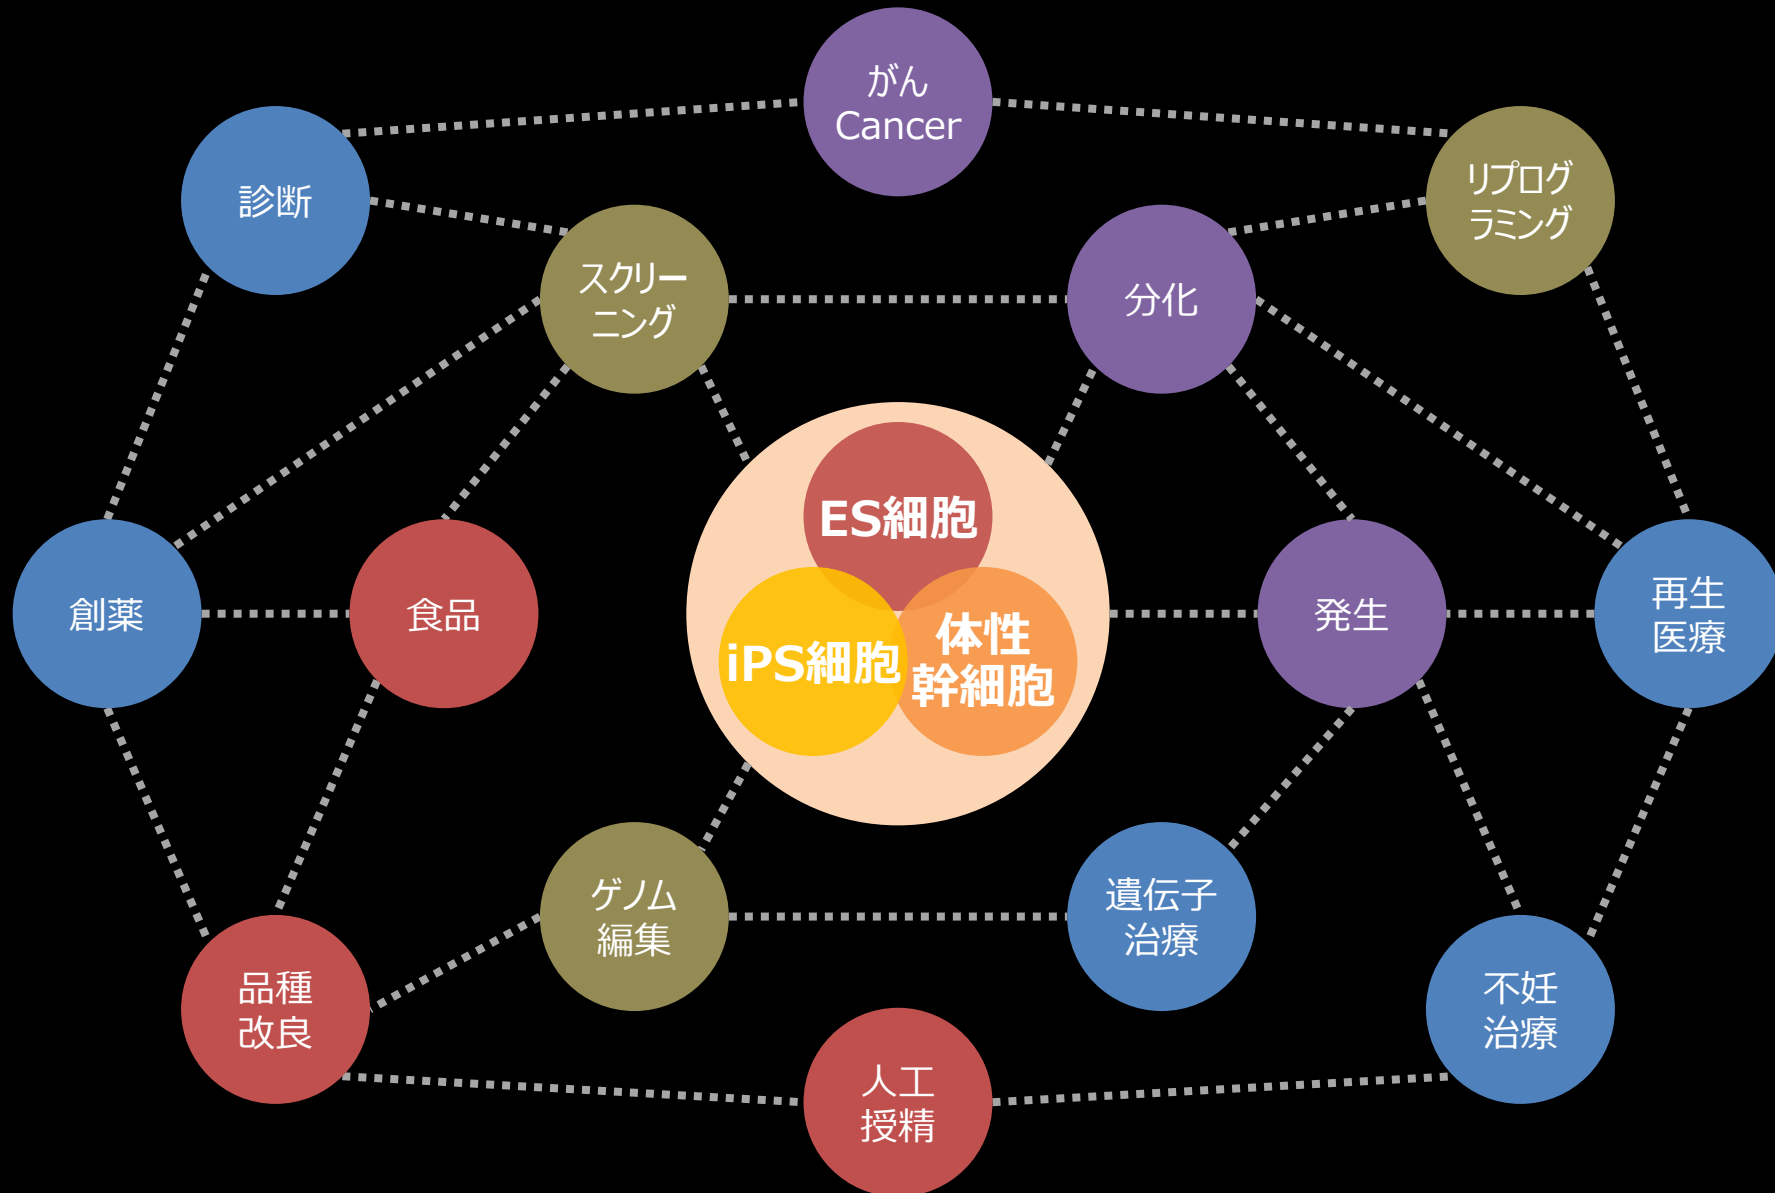 がん
Cancer
診断
リプログ
ラミング
スクリー
ニング
分化
ES細胞
iPS細胞
体性
幹細胞
創薬
食品
発生
再生
医療
ゲノム
編集
遺伝子
治療
品種
改良
不妊
治療
人工
授精